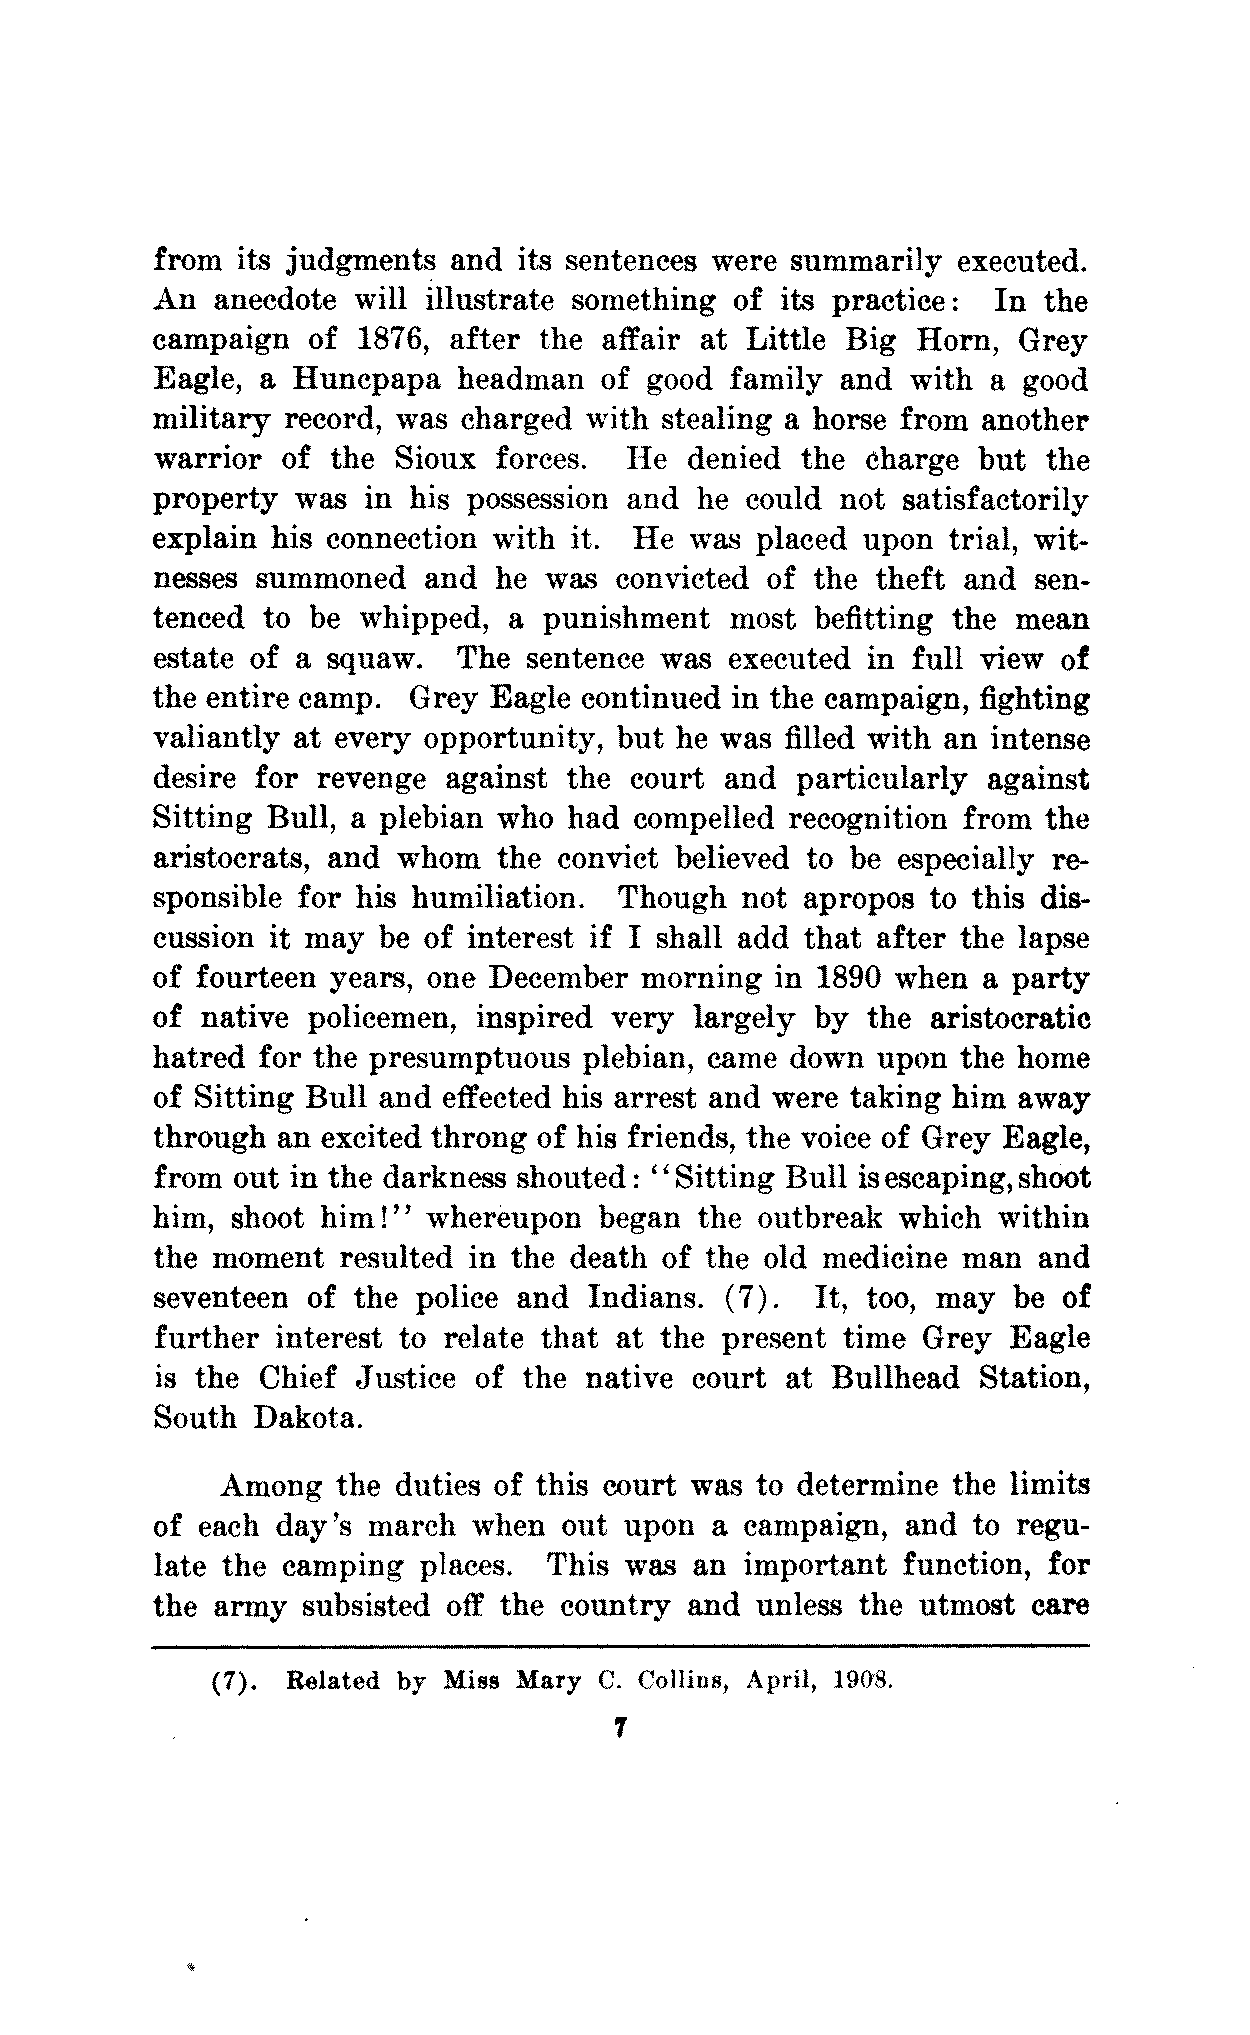 from its judgments and its sentences were summarily executed.
An anecdote will illustrate something of its practice: In the
campaign of 1876, after the affair at Little Big Horn, Grey
Eagle, a Huncpapa headman of good family and with a good
military record, was charged with stealing a horse from another
warrior of the Sioux forces. He denied the charge but the
property was in his possession and he could not satisfactorily
explain his connection with it. He was placed upon trial, wit-
nesses summoned and he was convicted of the theft and sen-
tenced to be whipped, a punishment most befitting the mean
estate of a squaw. The sentence was executed in full view of
the entire camp. Grey Eagle continued in the campaign, fighting
valiantly at every opportunity, but he was filled with an intense
desire for revenge against the court and particularly against
Sitting Bull, a plebian who had compelled recognition from the
aristocrats, and whom the convict believed to be especially re-
sponsible for his humiliation. Though not apropos to this dis-
cussion it may be of interest if I shall add that after the lapse
of fourteen years, one December morning in 1890 when a party
of native policemen, inspired very largely by the aristocratic
hatred for the presumptuous plebian, came down upon the home
of Sitting Bull and effected his arrest and were taking him away
through an excited throng of his friends, the voice of Grey Eagle,
from out in the darkness shouted: "Sitting Bull is escaping, shoot
him, shoot him!" whereupon began the outbreak which within
the moment resulted in the death of the old medicine man and
seventeen of the police and Indians. (7). It, too, may be of
further interest to relate that at the present time Grey Eagle
is the Chief Justice of the native court at Bullhead Station,
South Dakota.
Among the duties of this court was to determine the limits
of each day's march when out upon a campaign, and to regu-
late the camping places. This was an important function, for
the army subsisted off the country and unless the utmost care
(7). Related by Miss Mary C. Collins, April, 1908.
7